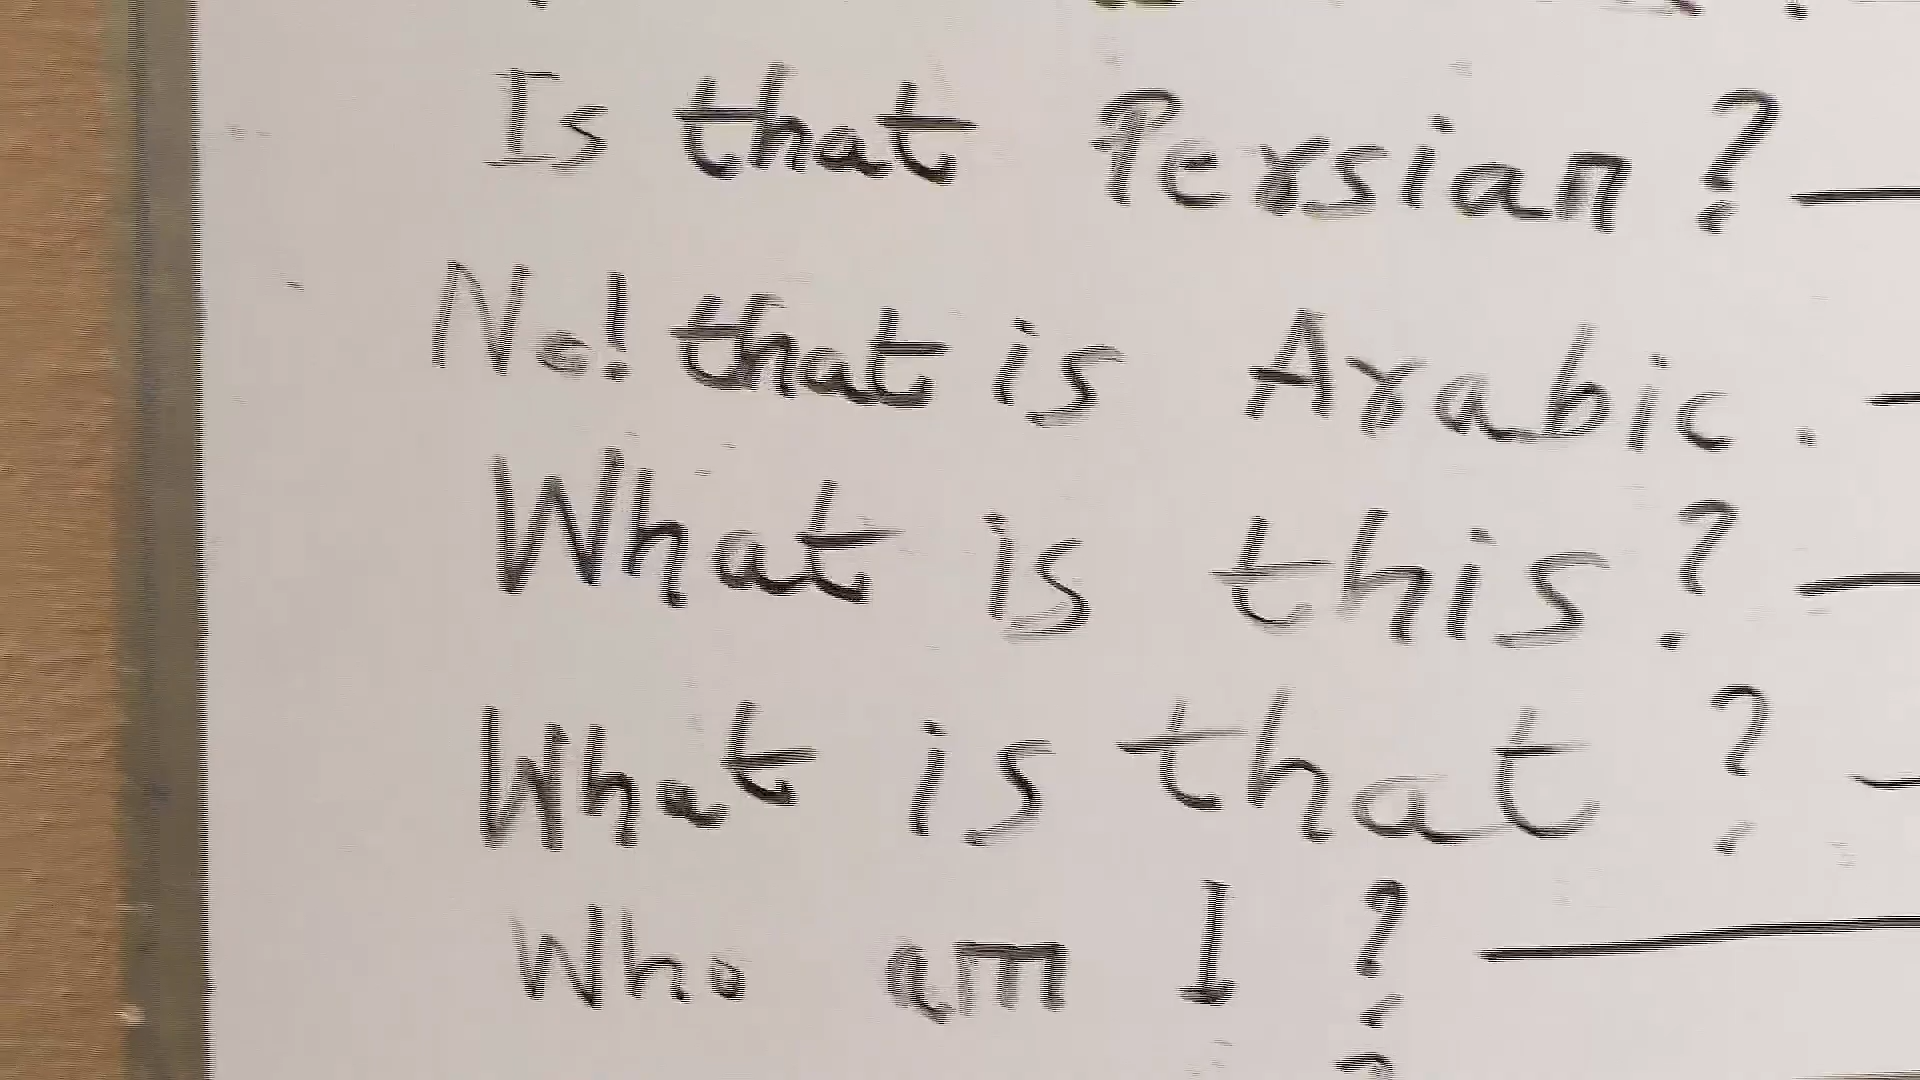 Is that Persian?
No! that is Arabic.
What is this?
What is that?
Who am I?